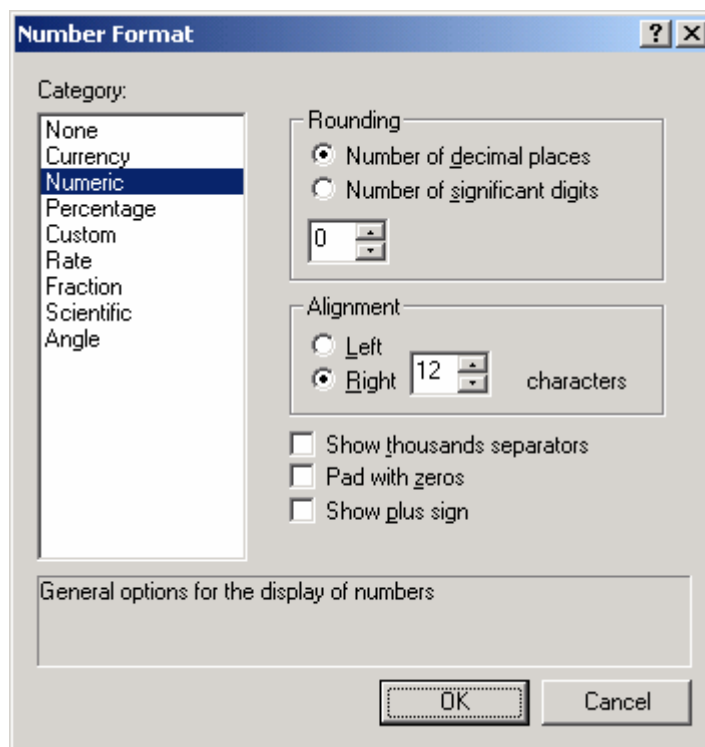 Number Format
Category:
None
Currency
Numeric
Percentage
Custom
Rate
Fraction
Scientific
Angle
Rounding
Number of decimal places
Number of significant digits
0
Alignment
Left
Right 12 characters
Show thousands separators
Pad with zeros
Show plus sign
General options for the display of numbers
OK Cancel